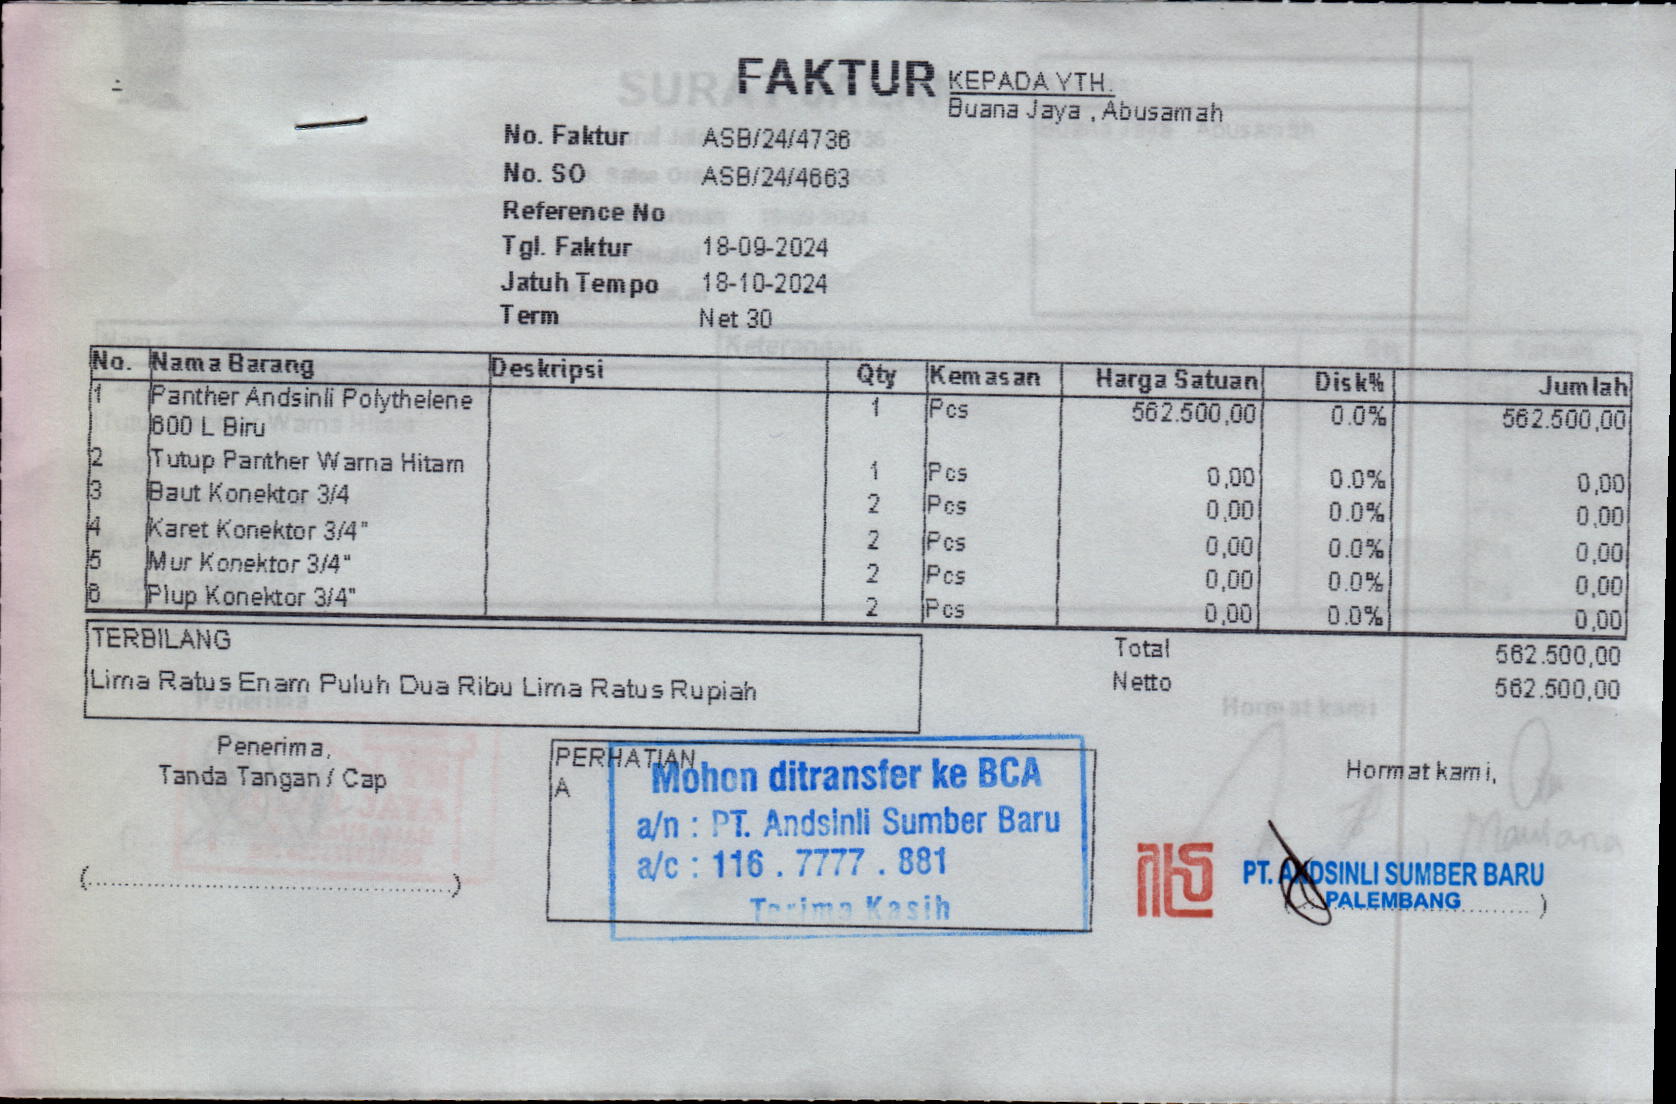 FAKTUR
KEPADA YTH.
Buana Jaya , Abusamah
No. Faktur ASB/24/4736
No. SO ASB/24/4663
Reference No
Tgl. Faktur 18-09-2024
Jatuh Tempo 18-10-2024
Term Net 30
No. Nama Barang Deskripsi Qty Kemasan Harga Satuan Disk% Jumlah
1 Panther Andsinli Polythelene 1 Pcs 562.500,00 0.0% 562.500,00
600 L Biru
2 Tutup Panther Warna Hitam 1 Pcs 0,00 0.0% 0,00
3 Baut Konektor 3/4 2 Pcs 0,00 0.0% 0,00
4 Karet Konektor 3/4" 2 Pcs 0,00 0.0% 0,00
5 Mur Konektor 3/4" 2 Pcs 0,00 0.0% 0,00
6 Plup Konektor 3/4" 2 Pcs 0,00 0.0% 0,00
TERBILANG
Lima Ratus Enam Puluh Dua Ribu Lima Ratus Rupiah
Total 562.500,00
Netto 562.500,00
Penerima,
Tanda Tangan / Cap
(....................................................)
PERHATIAN
A
Mohon ditransfer ke BCA
a/n : PT. Andsinli Sumber Baru
a/c : 116 . 7777 . 881
Terima Kasih
Hormat kami,
PT. ANDSINLI SUMBER BARU
PALEMBANG